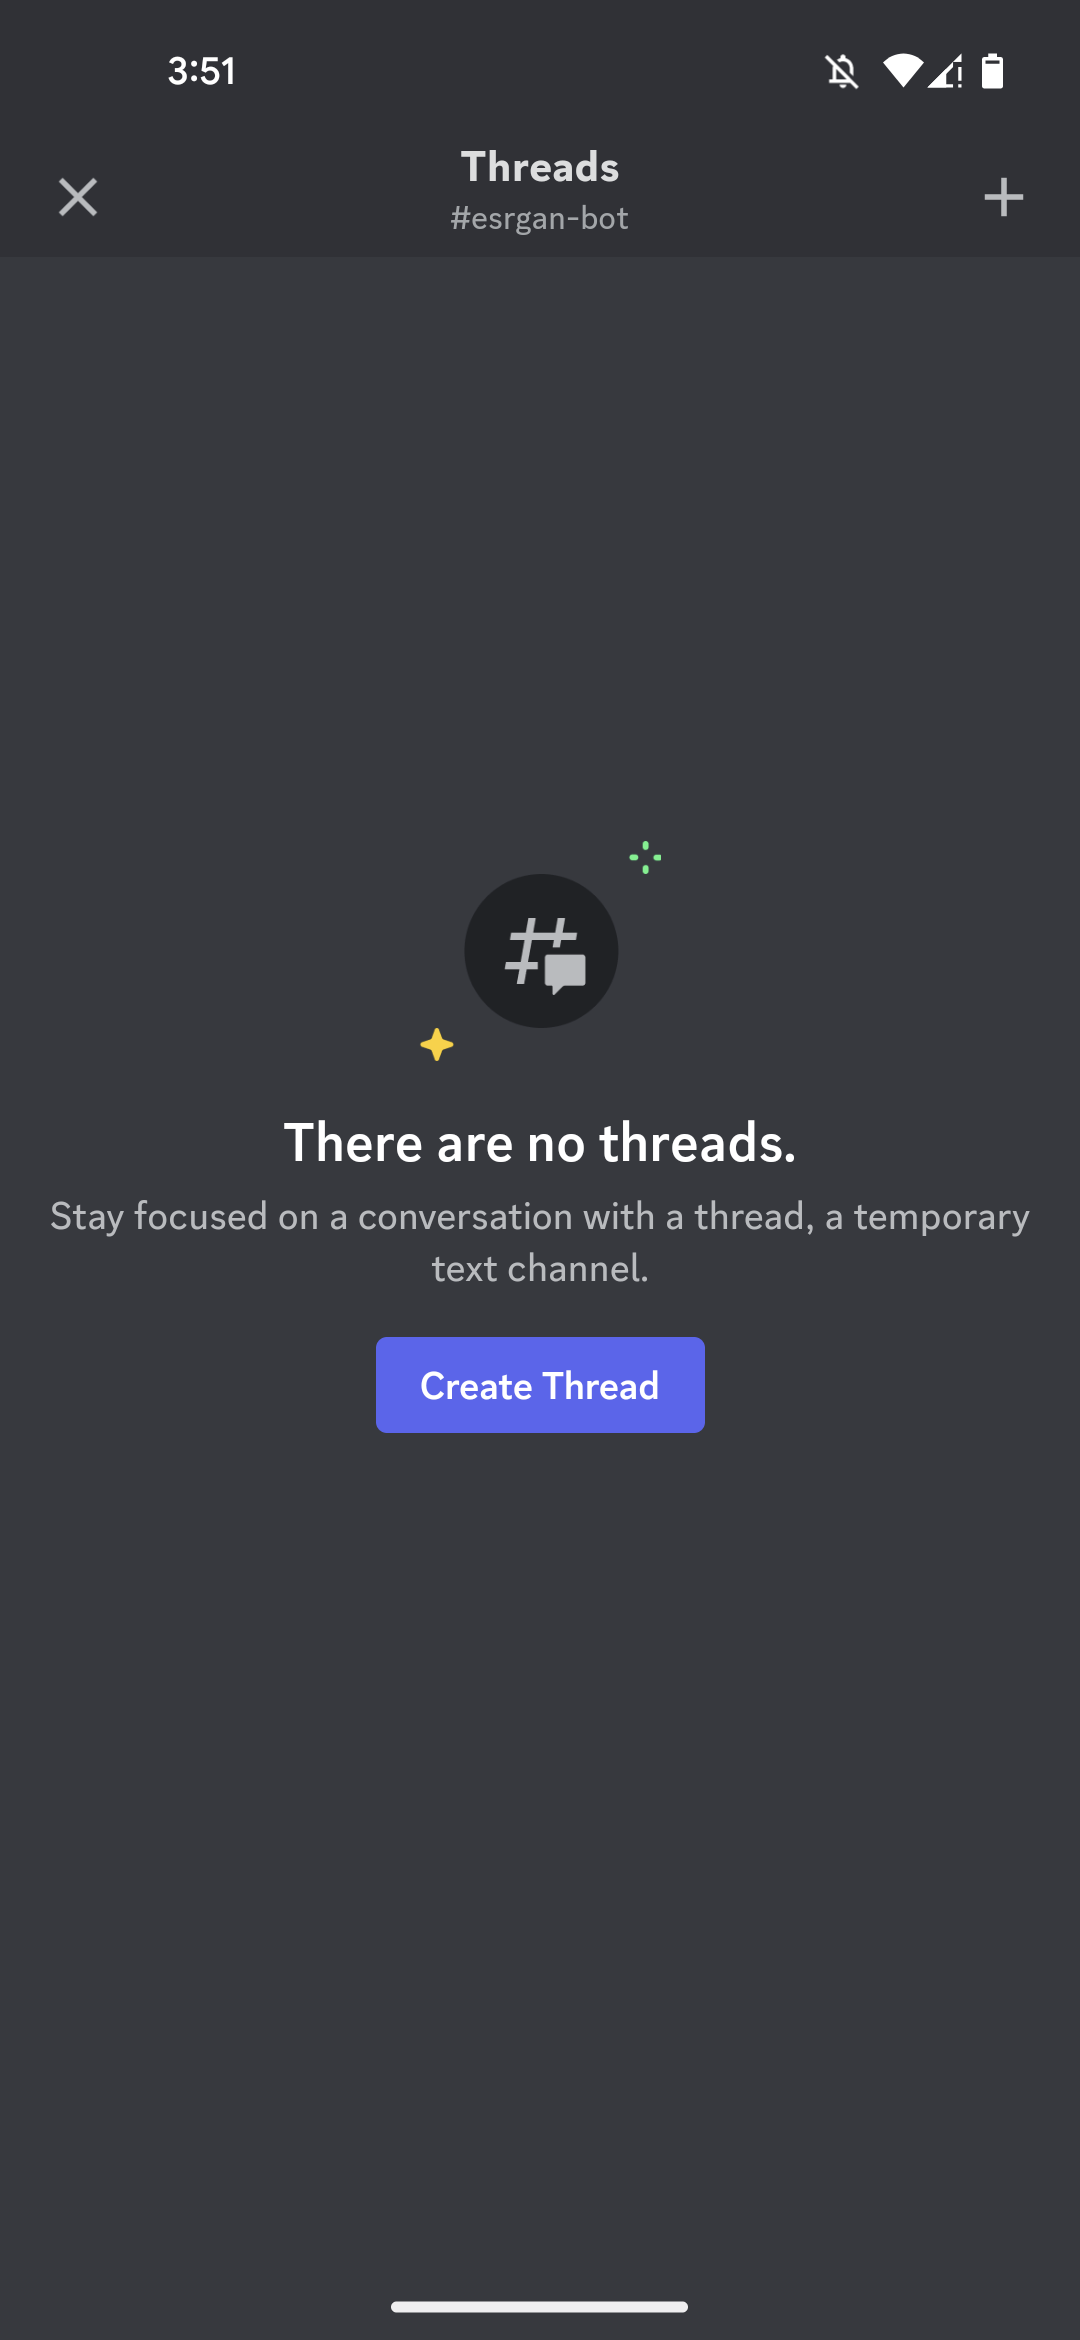 3:51
Threads
#esrgan-bot
There are no threads.
Stay focused on a conversation with a thread, a temporary
text channel.
Create Thread